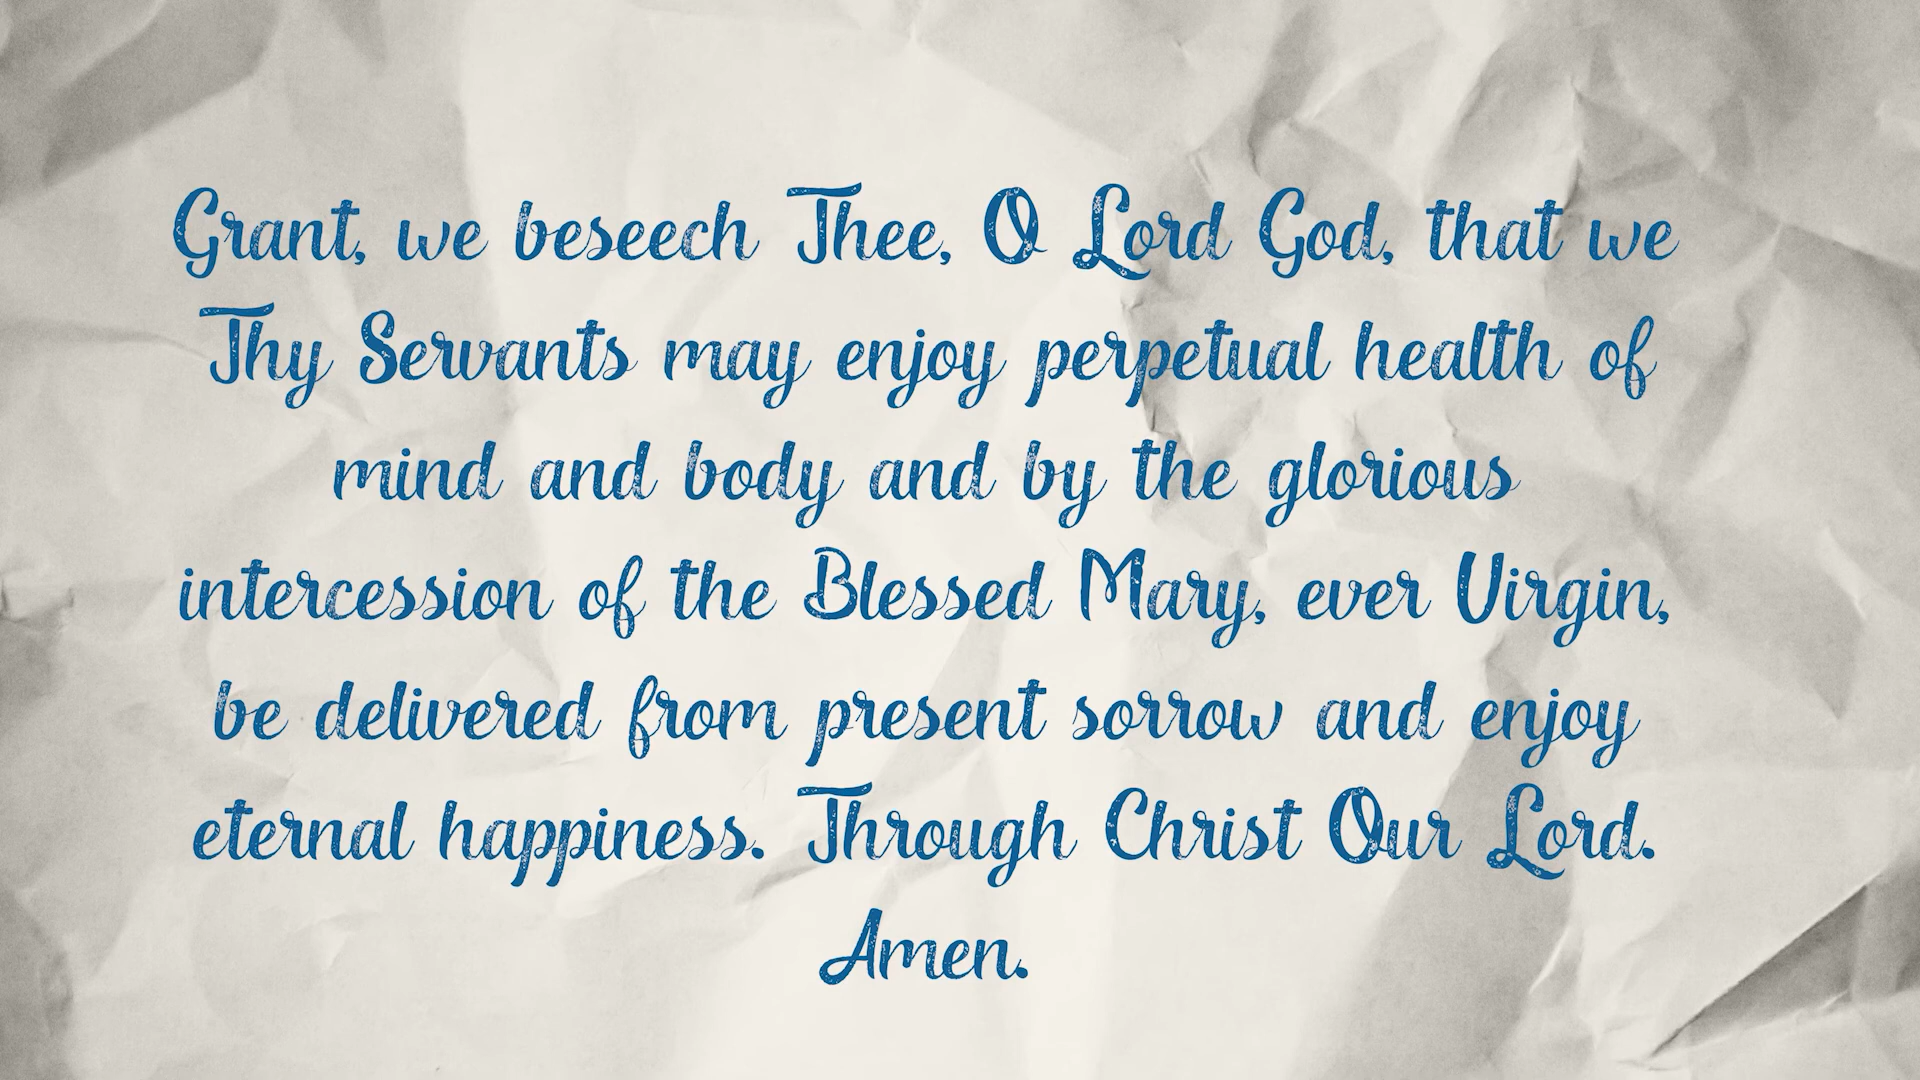 Grant, we beseech Thee, O Lord God, that we
Thy Servants may enjoy perpetual health of
mind and body and by the glorious
intercession of the Blessed Mary, ever Virgin,
be delivered from present sorrow and enjoy
eternal happiness. Through Christ Our Lord.
Amen.